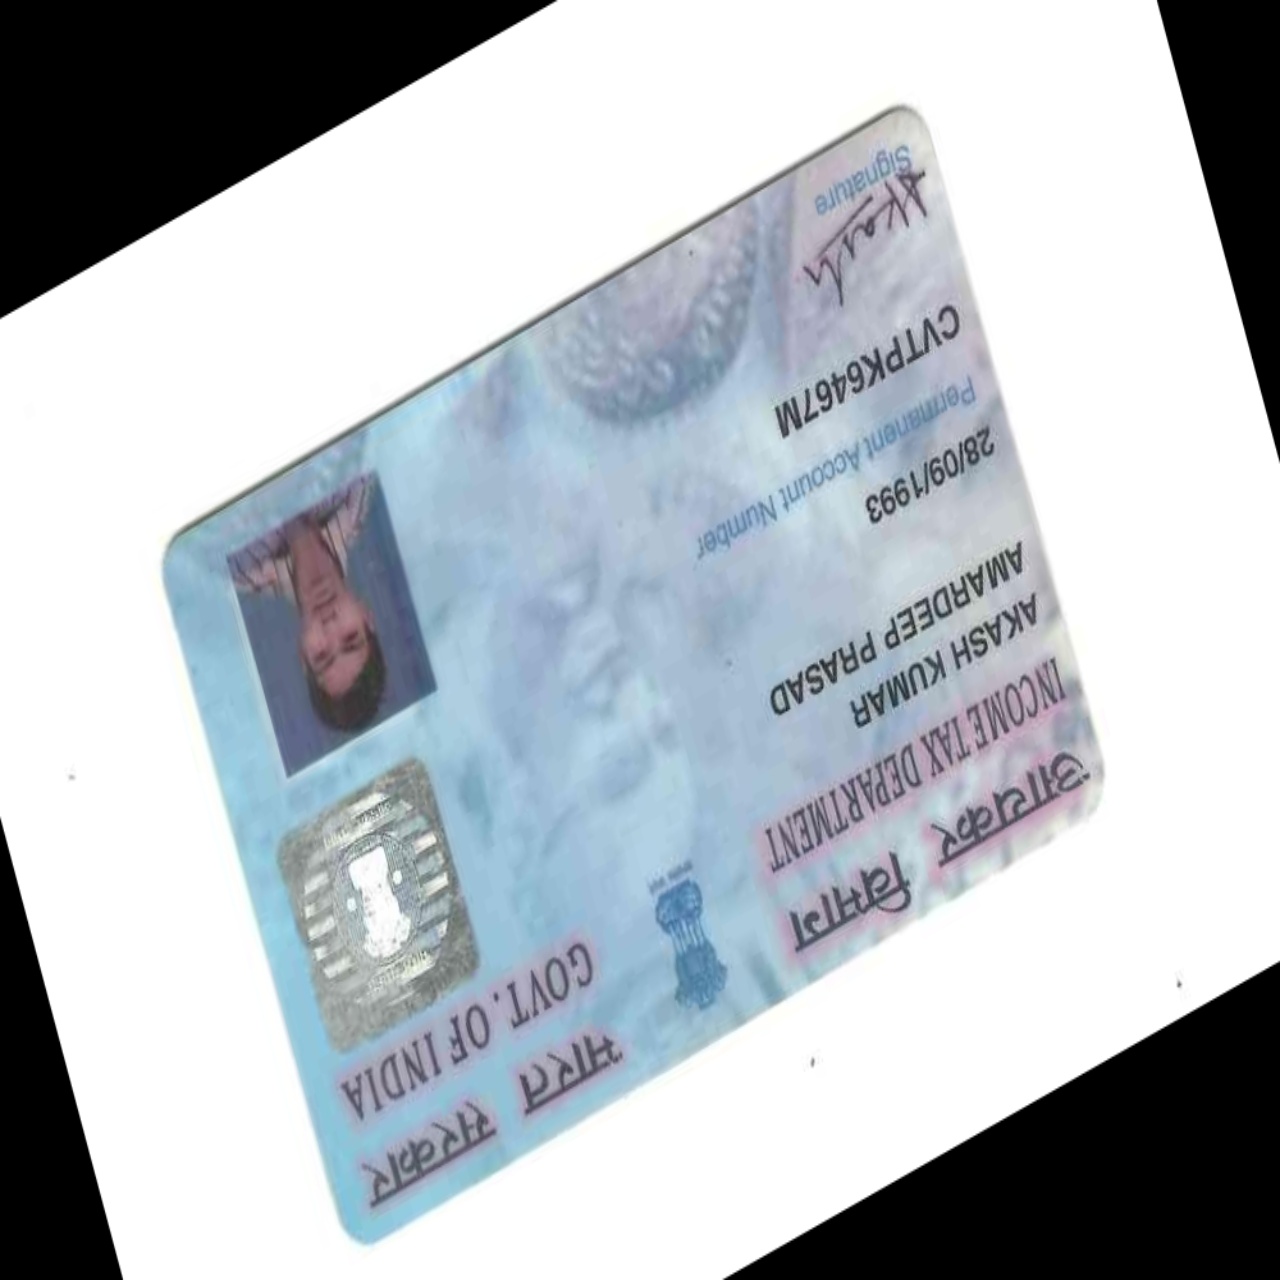 आयकर विभाग
INCOME TAX DEPARTMENT
भारत सरकार
GOVT. OF INDIA
AKASH KUMAR
AMARDEEP PRASAD
28/09/1993
Permanent Account Number
CVTPK6467M
Akash
Signature